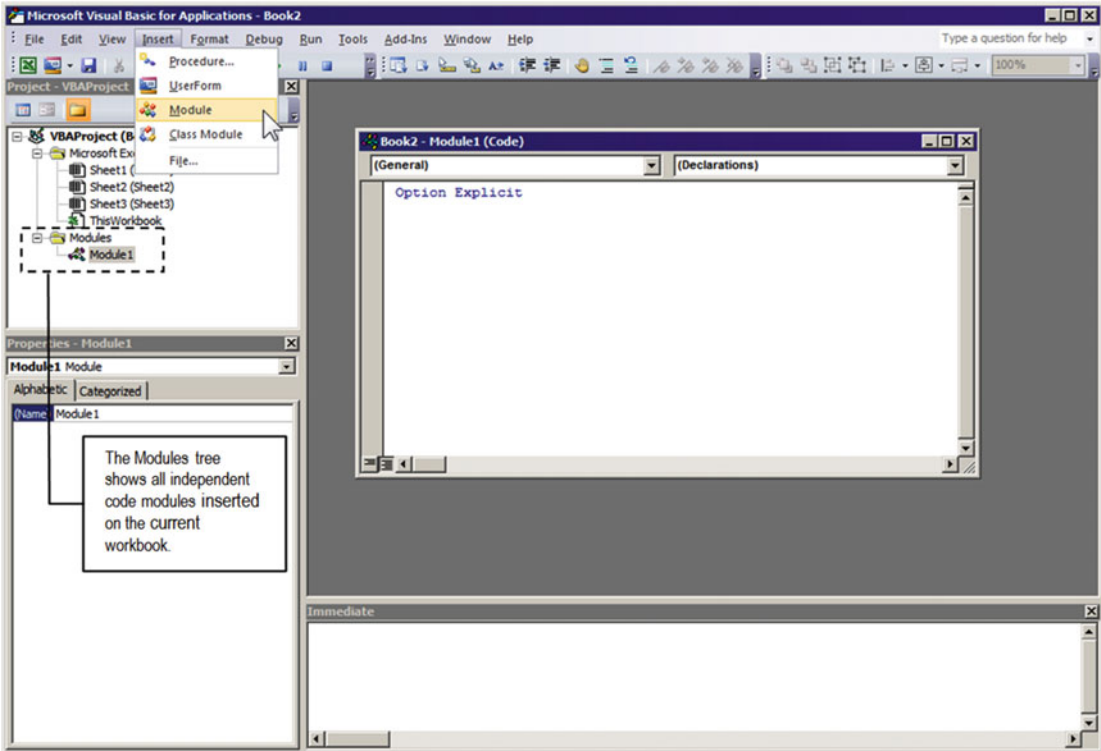 Microsoft Visual Basic for Applications - Book2
File Edit View Insert Format Debug Run Tools Add-Ins Window Help
Type a question for help
100%
Procedure...
UserForm
Module
Class Module
File...
Project - VBAProject
VBAProject (B
Microsoft Ex
Sheet1 (
Sheet2 (Sheet2)
Sheet3 (Sheet3)
ThisWorkbook
Modules
Module1
Book2 - Module1 (Code)
(General)
(Declarations)
Option Explicit
Properties - Module1
Module1 Module
Alphabetic Categorized
(Name) Module1
The Modules tree
shows all independent
code modules inserted
on the current
workbook.
Immediate